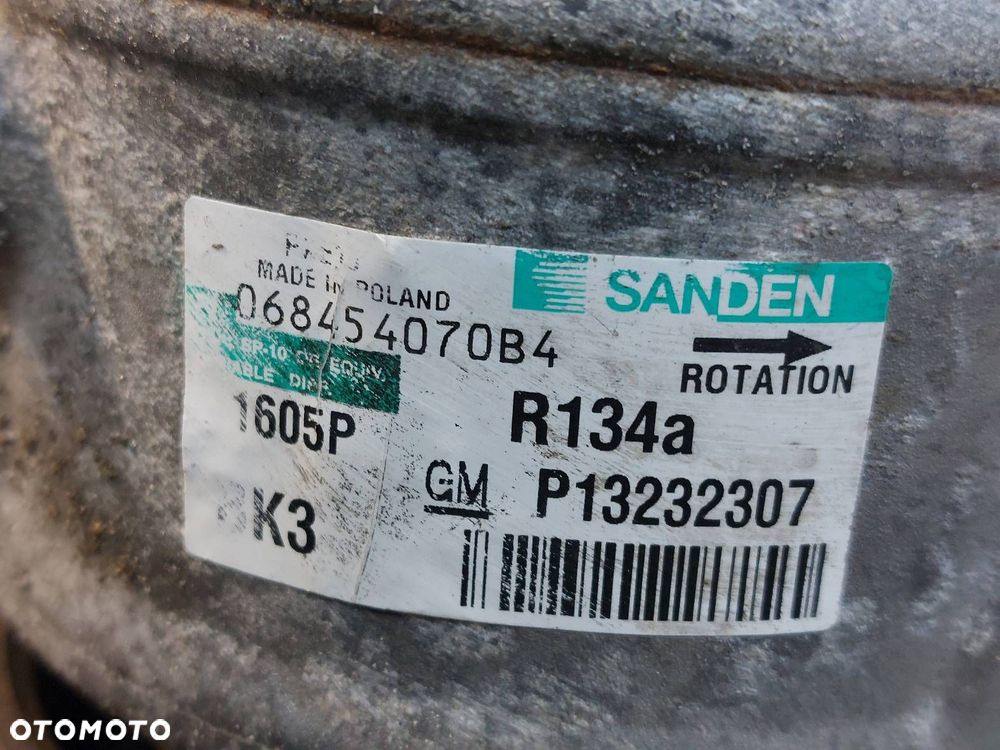 MADE IN POLAND
SANDEN
068454070B4
ROTATION
1605P
R134a
GM P13232307
K3
OTOMOTO